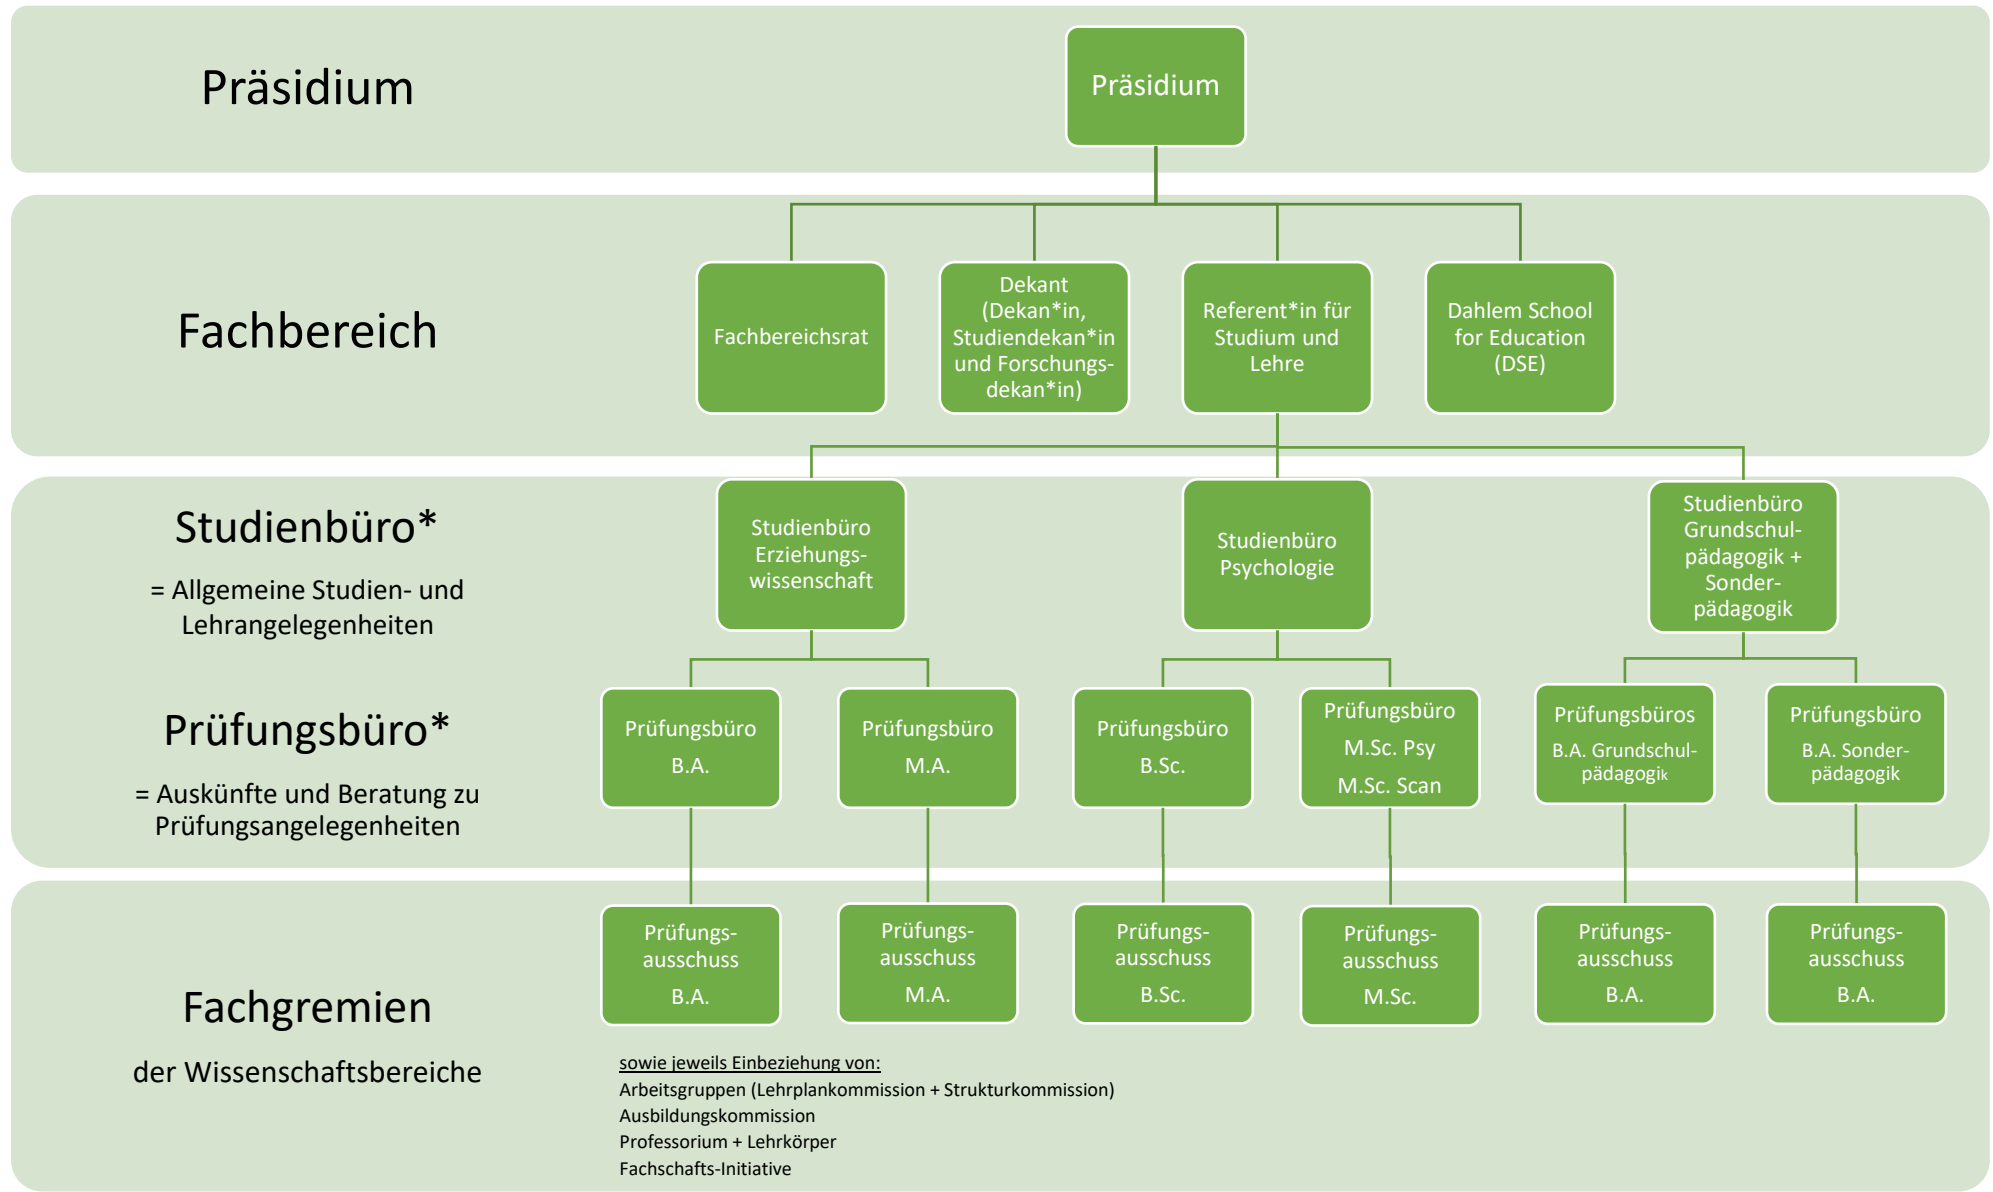 Präsidium
Präsidium
Fachbereich
Fachbereichsrat
Dekant
(Dekan*in,
Studiendekan*in
und Forschungs-
dekan*in)
Referent*in für
Studium und
Lehre
Dahlem School
for Education
(DSE)
Studienbüro*
= Allgemeine Studien- und
Lehrangelegenheiten
Studienbüro
Erziehungs-
wissenschaft
Studienbüro
Psychologie
Studienbüro
Grundschul-
pädagogik +
Sonder-
pädagogik
Prüfungsbüro*
= Auskünfte und Beratung zu
Prüfungsangelegenheiten
Prüfungsbüro
B.A.
Prüfungsbüro
M.A.
Prüfungsbüro
B.Sc.
Prüfungsbüro
M.Sc. Psy
M.Sc. Scan
Prüfungsbüros
B.A. Grundschul-
pädagogik
Prüfungsbüro
B.A. Sonder-
pädagogik
Fachgremien
der Wissenschaftsbereiche
Prüfungs-
ausschuss
B.A.
Prüfungs-
ausschuss
M.A.
Prüfungs-
ausschuss
B.Sc.
Prüfungs-
ausschuss
M.Sc.
Prüfungs-
ausschuss
B.A.
Prüfungs-
ausschuss
B.A.
sowie jeweils Einbeziehung von:
Arbeitsgruppen (Lehrplankommission + Strukturkommission)
Ausbildungskommission
Professorium + Lehrkörper
Fachschafts-Initiative